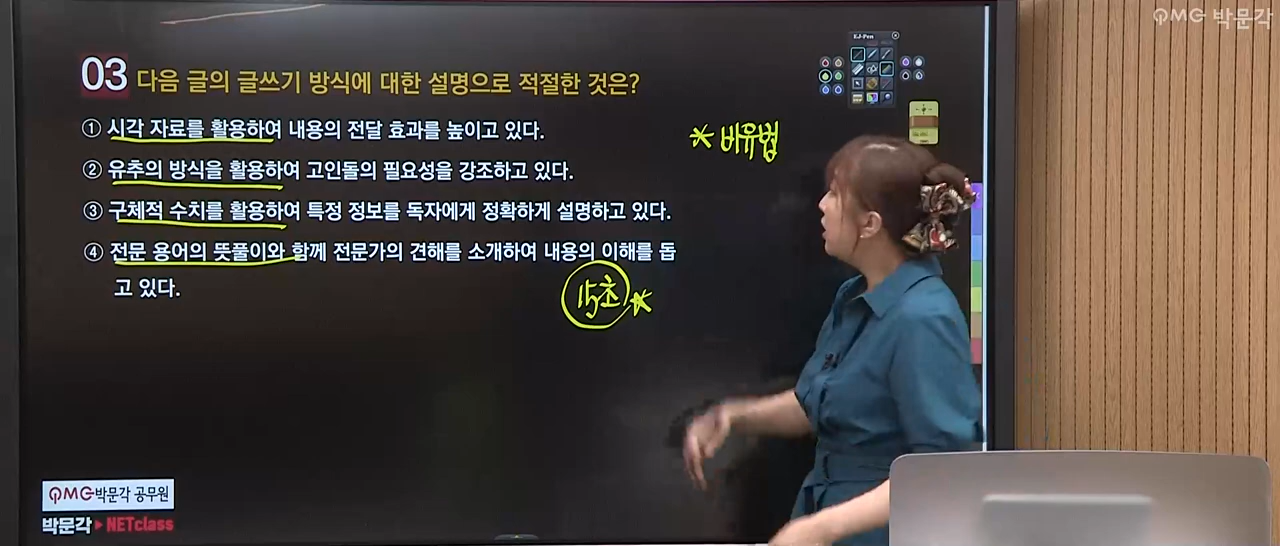 QMG 박문각
EJ-Pen
03 다음 글의 글쓰기 방식에 대한 설명으로 적절한 것은?
① 시각 자료를 활용하여 내용의 전달 효과를 높이고 있다.
* 비유법
② 유추의 방식을 활용하여 고인돌의 필요성을 강조하고 있다.
③ 구체적 수치를 활용하여 특정 정보를 독자에게 정확하게 설명하고 있다.
④ 전문 용어의 뜻풀이와 함께 전문가의 견해를 소개하여 내용의 이해를 돕
고 있다.
15초*
QMG박문각 공무원
박문각 ▸ NETclass